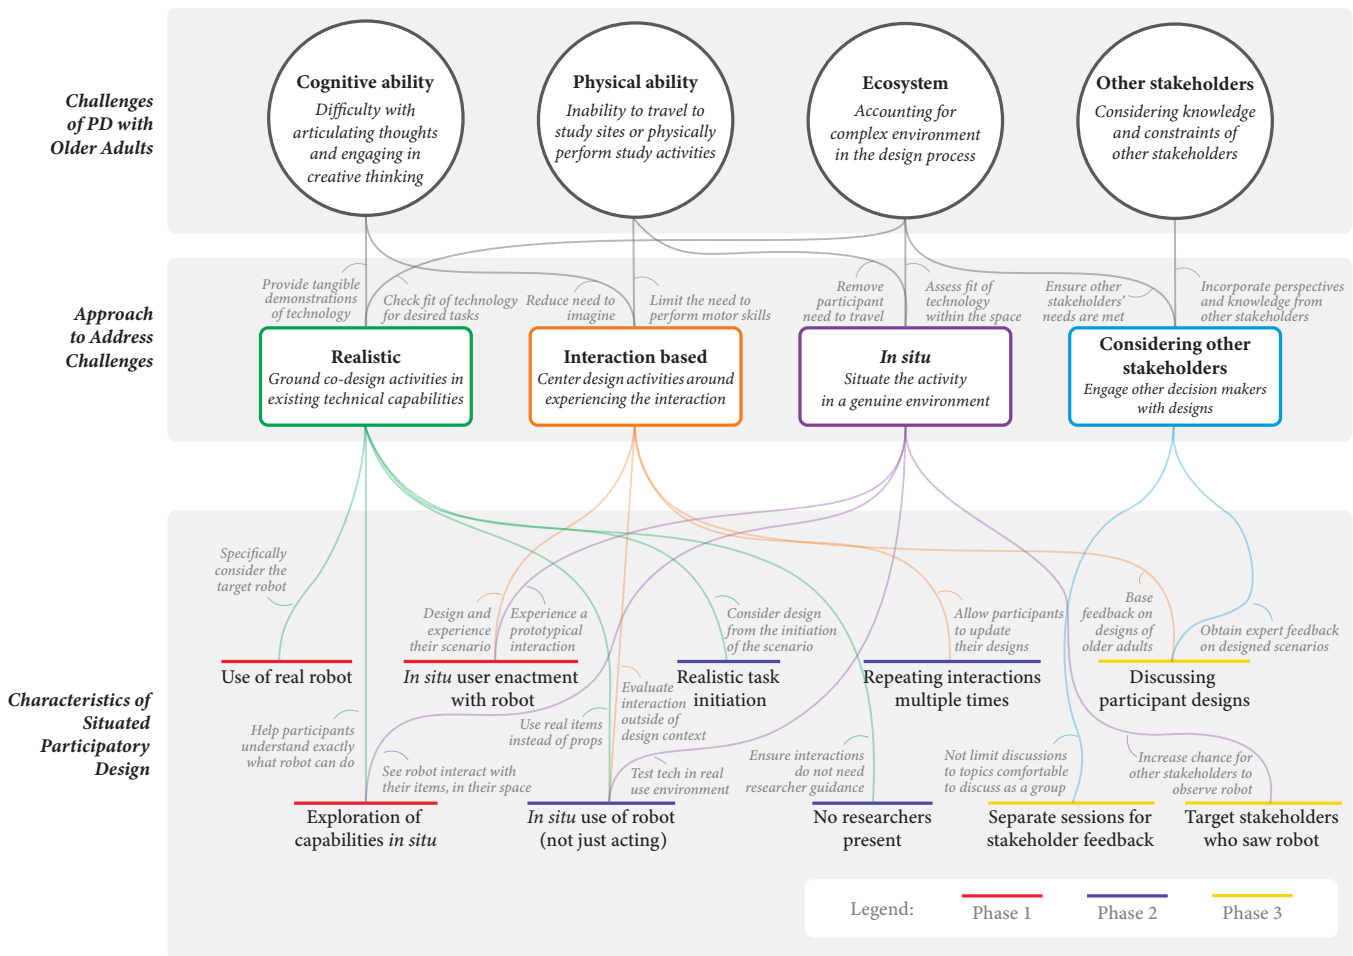 Challenges
of PD with
Older Adults
Cognitive ability
Difficulty with
articulating thoughts
and engaging in
creative thinking
Physical ability
Inability to travel to
study sites or physically
perform study activities
Ecosystem
Accounting for
complex environment
in the design process
Other stakeholders
Considering knowledge
and constraints of
other stakeholders
Approach
to Address
Challenges
Provide tangible
demonstrations
of technology
Check fit of technology
for desired tasks
Reduce need to
imagine
Limit the need to
perform motor skills
Remove
participant
need to travel
Assess fit of
technology
within the space
Ensure other
stakeholders'
needs are met
Incorporate perspectives
and knowledge from
other stakeholders
Realistic
Ground co-design activities in
existing technical capabilities
Interaction based
Center design activities around
experiencing the interaction
In situ
Situate the activity
in a genuine environment
Considering other
stakeholders
Engage other decision makers
with designs
Characteristics of
Situated
Participatory
Design
Specifically
consider the
target robot
Design and
experience
their scenario
Experience a
prototypical
interaction
Consider design
from the initiation
of the scenario
Allow participants
to update
their designs
Base
feedback on
designs of
older adults
Obtain expert feedback
on designed scenarios
Use of real robot
In situ user enactment
with robot
Realistic task
initiation
Repeating interactions
multiple times
Discussing
participant designs
Help participants
understand exactly
what robot can do
See robot interact with
their items, in their space
Use real items
instead of props
Evaluate
interaction
outside of
design context
Test tech in real
use environment
Ensure interactions
do not need
researcher guidance
Not limit discussions
to topics comfortable
to discuss as a group
Increase chance for
other stakeholders to
observe robot
Exploration of
capabilities in situ
In situ use of robot
(not just acting)
No researchers
present
Separate sessions for
stakeholder feedback
Target stakeholders
who saw robot
Legend:
Phase 1
Phase 2
Phase 3